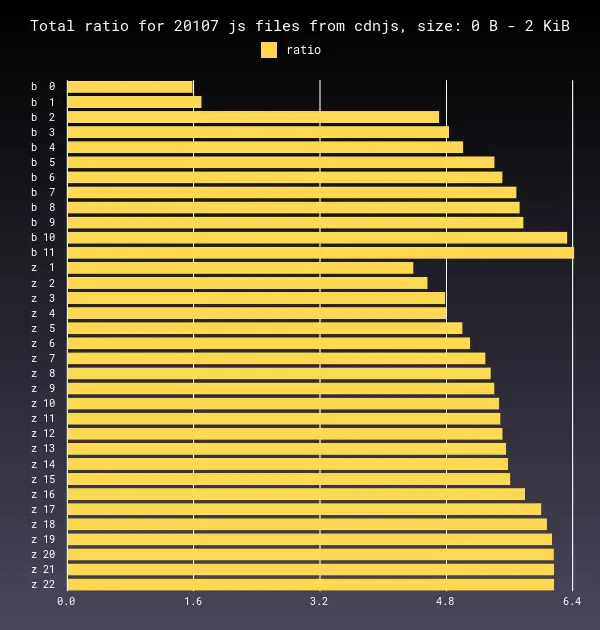 Total ratio for 20107 js files from cdnjs, size: 0 B - 2 KiB
ratio
b 0
b 1
b 2
b 3
b 4
b 5
b 6
b 7
b 8
b 9
b 10
b 11
z 1
z 2
z 3
z 4
z 5
z 6
z 7
z 8
z 9
z 10
z 11
z 12
z 13
z 14
z 15
z 16
z 17
z 18
z 19
z 20
z 21
z 22
0.0 1.6 3.2 4.8 6.4